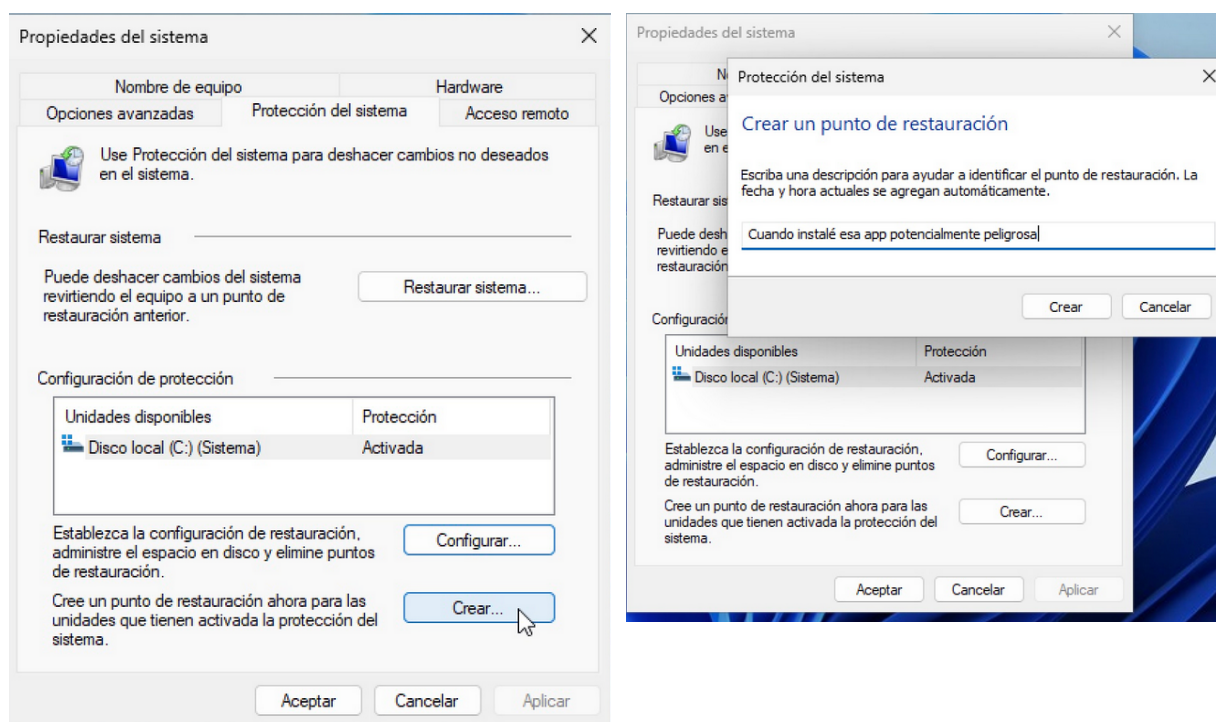 Propiedades del sistema
Nombre de equipo
Hardware
Opciones avanzadas
Protección del sistema
Acceso remoto
Use Protección del sistema para deshacer cambios no deseados
en el sistema.
Restaurar sistema
Puede deshacer cambios del sistema
revirtiendo el equipo a un punto de
restauración anterior.
Restaurar sistema...
Configuración de protección
Unidades disponibles
Protección
Disco local (C:) (Sistema)
Activada
Establezca la configuración de restauración,
administre el espacio en disco y elimine puntos
de restauración.
Configurar...
Cree un punto de restauración ahora para las
unidades que tienen activada la protección del
sistema.
Crear...
Aceptar
Cancelar
Aplicar
Propiedades del sistema
Opciones
Use
en
Restaurar
Puede
revirtiendo
restauración
Protección del sistema
Crear un punto de restauración
Escriba una descripción para ayudar a identificar el punto de restauración. La
fecha y hora actuales se agregan automáticamente.
Cuando instalé esa app potencialmente peligrosa
Crear
Cancelar
Unidades disponibles
Protección
Disco local (C:) (Sistema)
Activada
Establezca la configuración de restauración,
administre el espacio en disco y elimine puntos
de restauración.
Configurar...
Cree un punto de restauración ahora para las
unidades que tienen activada la protección del
sistema.
Crear...
Aceptar
Cancelar
Aplicar